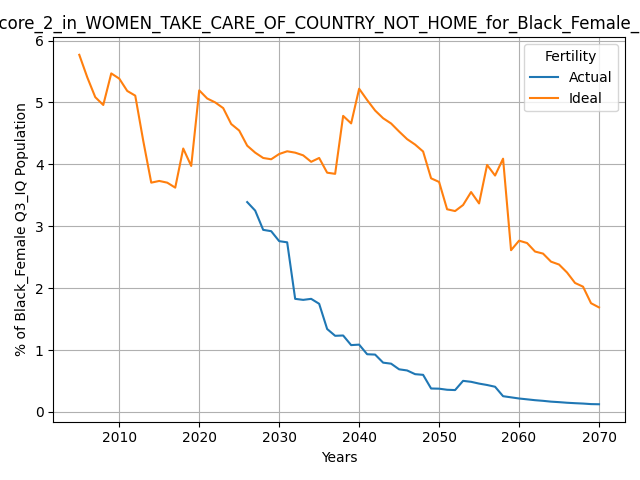 core_2_in_WOMEN_TAKE_CARE_OF_COUNTRY_NOT_HOME_for_Black_Female_
Fertility
Actual
Ideal
% of Black_Female Q3_IQ Population
6
5
4
3
2
1
0
2010 2020 2030 2040 2050 2060 2070
Years